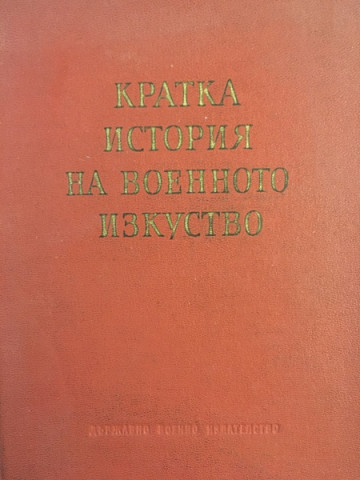 КРАТКА
ИСТОРИЯ
НА ВОЕННОТО
ИЗКУСТВО
ДЪРЖАВНО ВОЕННО ИЗДАТЕЛСТВО